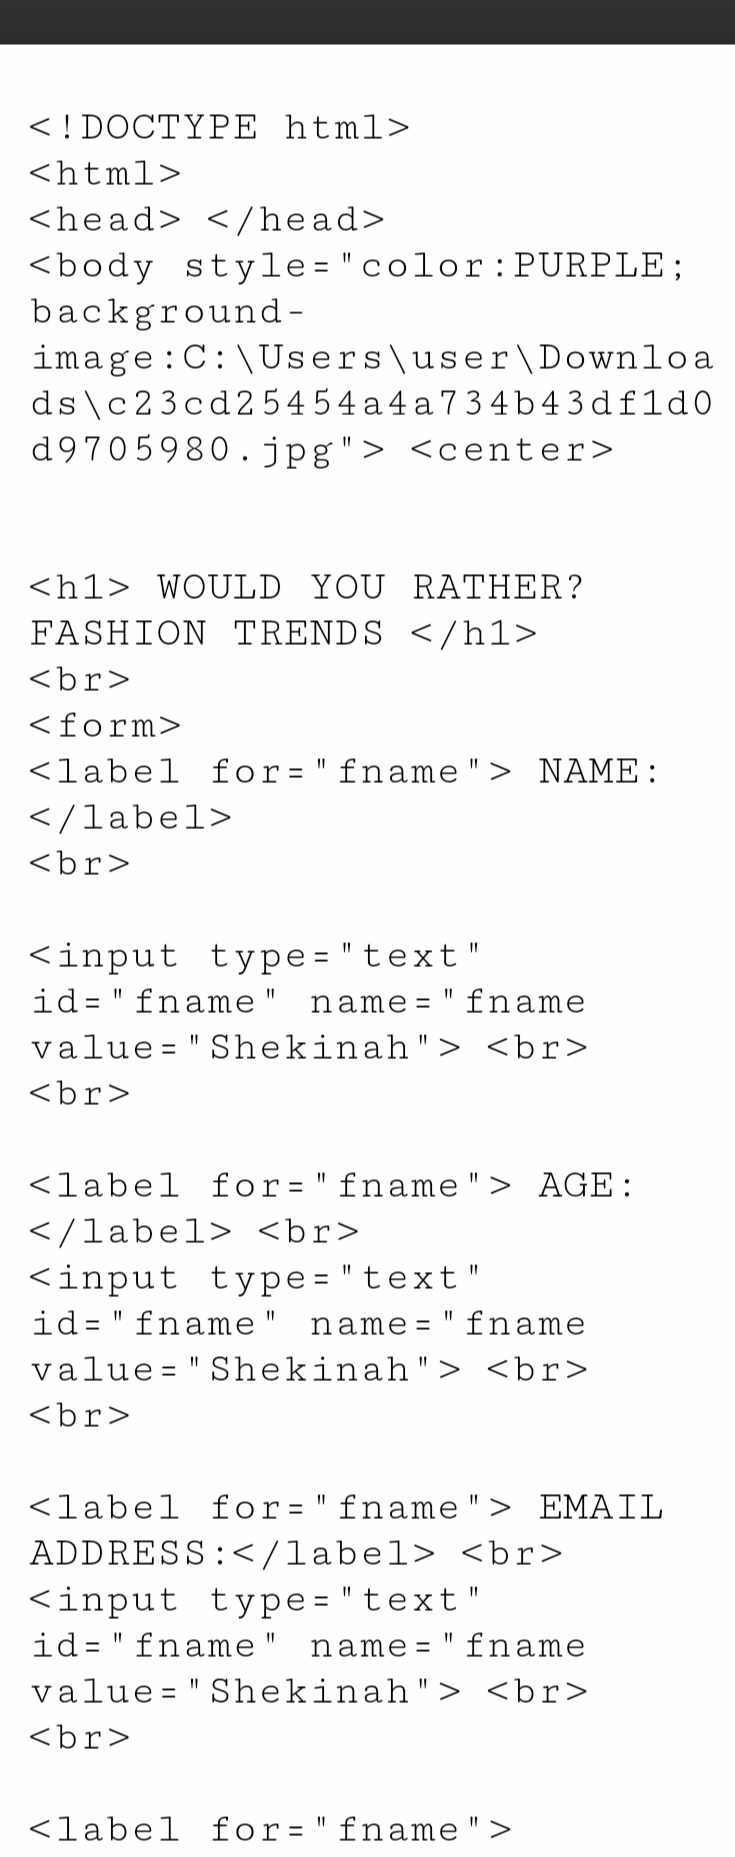 <!DOCTYPE html>
<html>
<head> </head>
<body style="color:PURPLE;
background-
image:C:\Users\user\Downloa
ds\c23cd25454a4a734b43df1d0
d9705980.jpg"> <center>
<h1> WOULD YOU RATHER?
FASHION TRENDS </h1>
<br>
<form>
<label for="fname"> NAME:
</label>
<br>
<input type="text"
id="fname" name="fname
value="Shekinah"> <br>
<br>
<label for="fname"> AGE:
</label> <br>
<input type="text"
id="fname" name="fname
value="Shekinah"> <br>
<br>
<label for="fname"> EMAIL
ADDRESS:</label> <br>
<input type="text"
id="fname" name="fname
value="Shekinah"> <br>
<br>
<label for="fname">